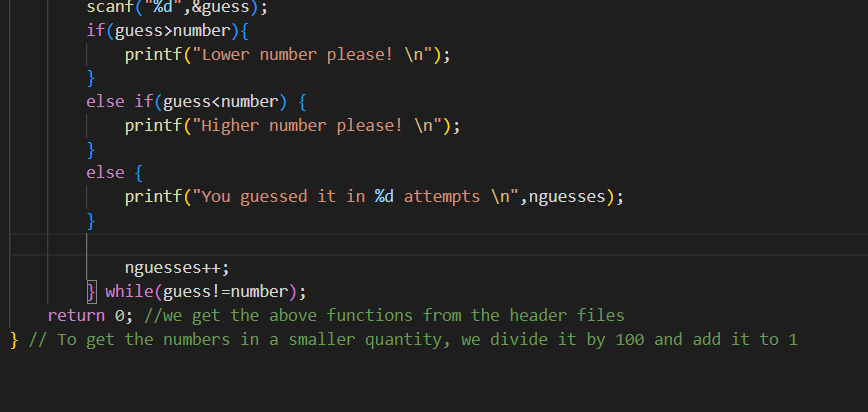 scanf("%d",&guess);
if(guess>number){
printf("Lower number please! \n");
}
else if(guess<number) {
printf("Higher number please! \n");
}
else {
printf("You guessed it in %d attempts \n",nguesses);
}
nguesses++;
} while(guess!=number);
return 0; //we get the above functions from the header files
} // To get the numbers in a smaller quantity, we divide it by 100 and add it to 1